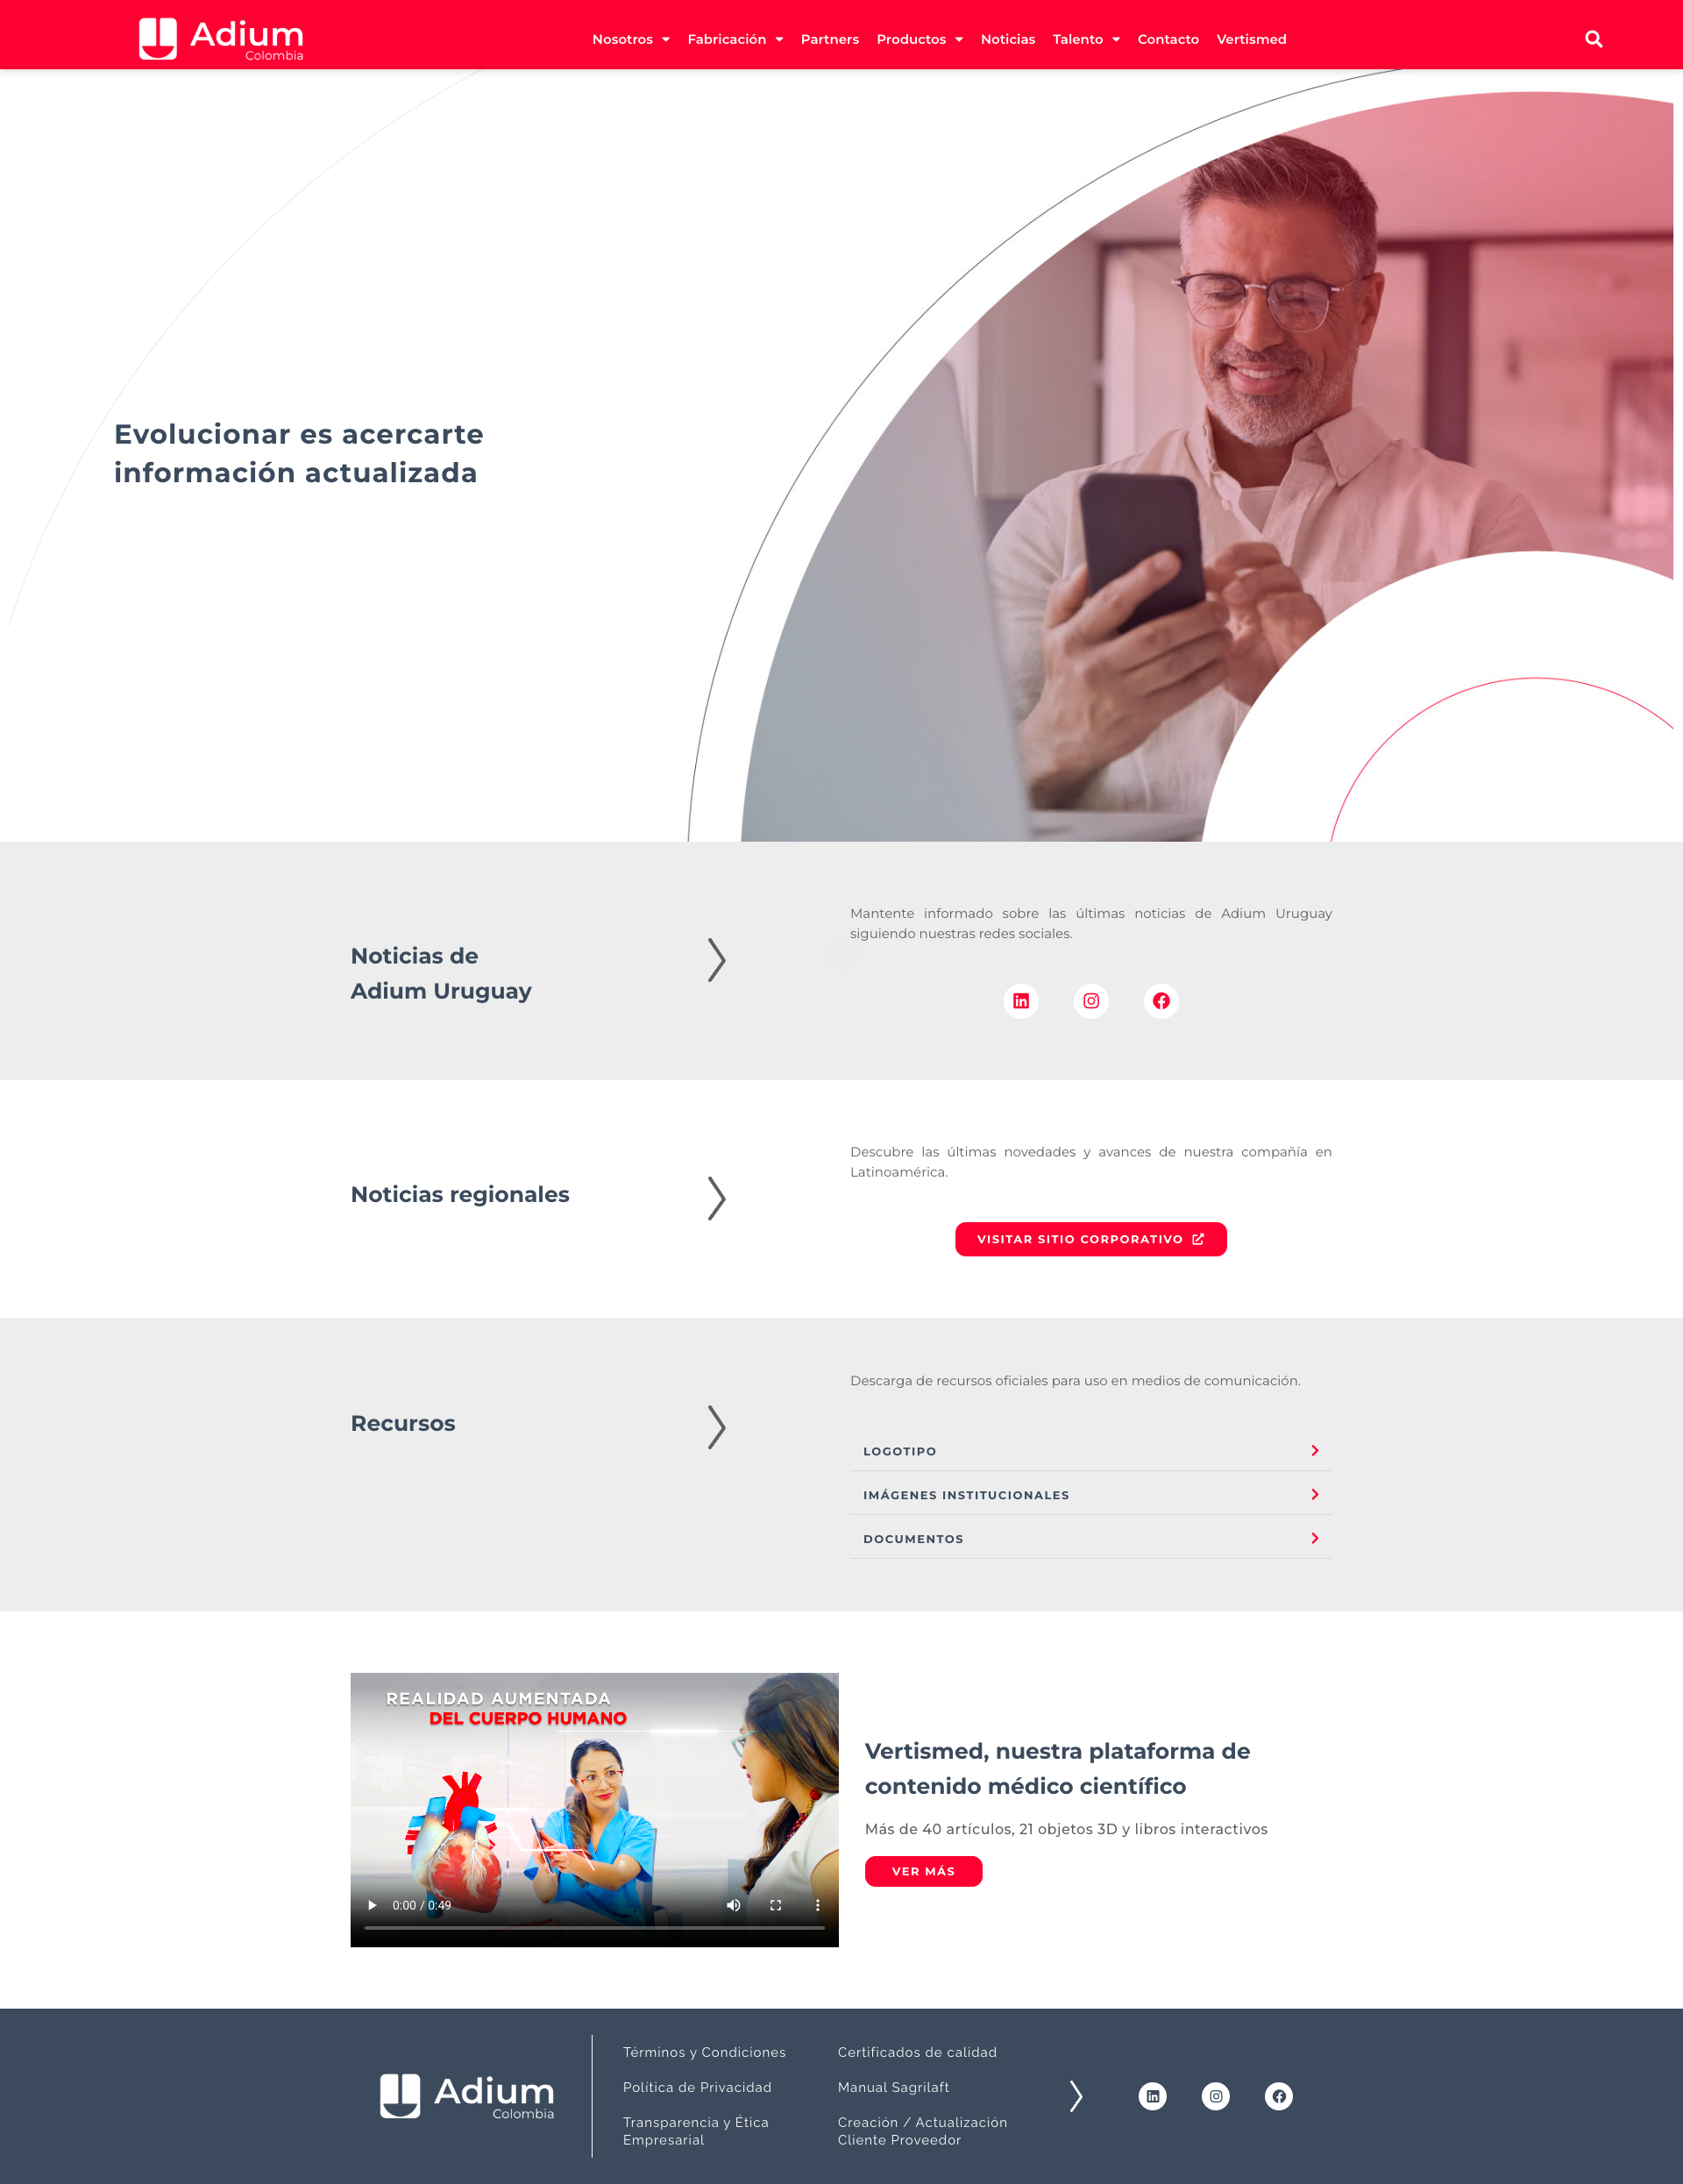 Adium
Colombia
Nosotros Fabricación Partners Productos Noticias Talento Contacto Vertismed
Evolucionar es acercarte
información actualizada
Noticias de
Adium Uruguay
Mantente informado sobre las últimas noticias de Adium Uruguay
siguiendo nuestras redes sociales.
Noticias regionales
Descubre las últimas novedades y avances de nuestra compañía en
Latinoamérica.
VISITAR SITIO CORPORATIVO
Recursos
Descarga de recursos oficiales para uso en medios de comunicación.
LOGOTIPO
IMÁGENES INSTITUCIONALES
DOCUMENTOS
REALIDAD AUMENTADA
DEL CUERPO HUMANO
0:00 / 0:49
Vertismed, nuestra plataforma de
contenido médico científico
Más de 40 artículos, 21 objetos 3D y libros interactivos
VER MÁS
Adium
Colombia
Términos y Condiciones
Política de Privacidad
Transparencia y Ética
Empresarial
Certificados de calidad
Manual Sagrilaft
Creación / Actualización
Cliente Proveedor